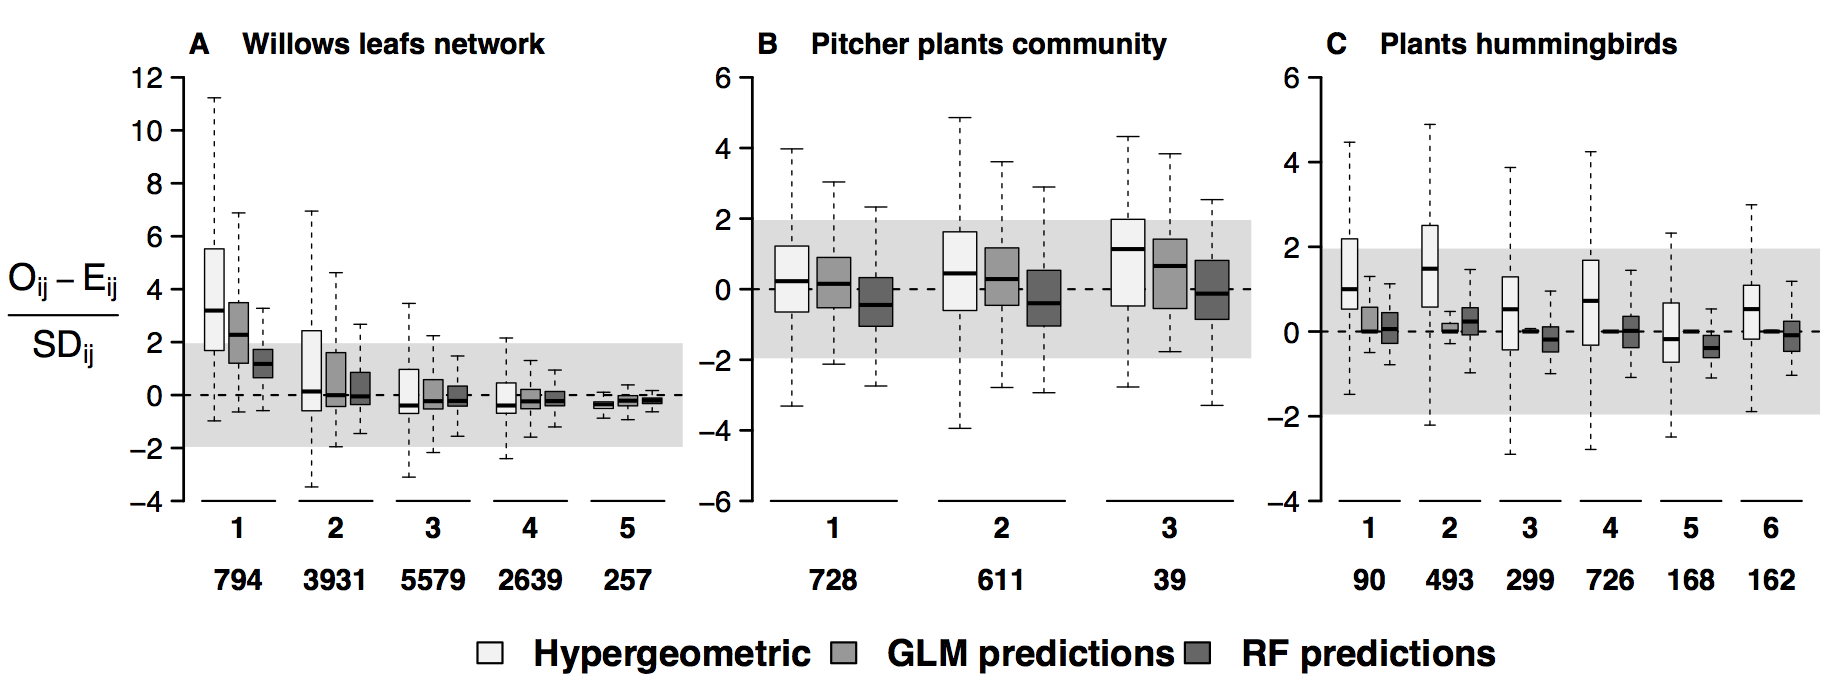 A Willows leafs network
12
10
8
6
4
2
0
−2
−4
Oij − Eij
SDij
1 2 3 4 5
794 3931 5579 2639 257
B Pitcher plants community
6
4
2
0
−2
−4
−6
1 2 3
728 611 39
C Plants hummingbirds
6
4
2
0
−2
−4
1 2 3 4 5 6
90 493 299 726 168 162
Hypergeometric GLM predictions RF predictions